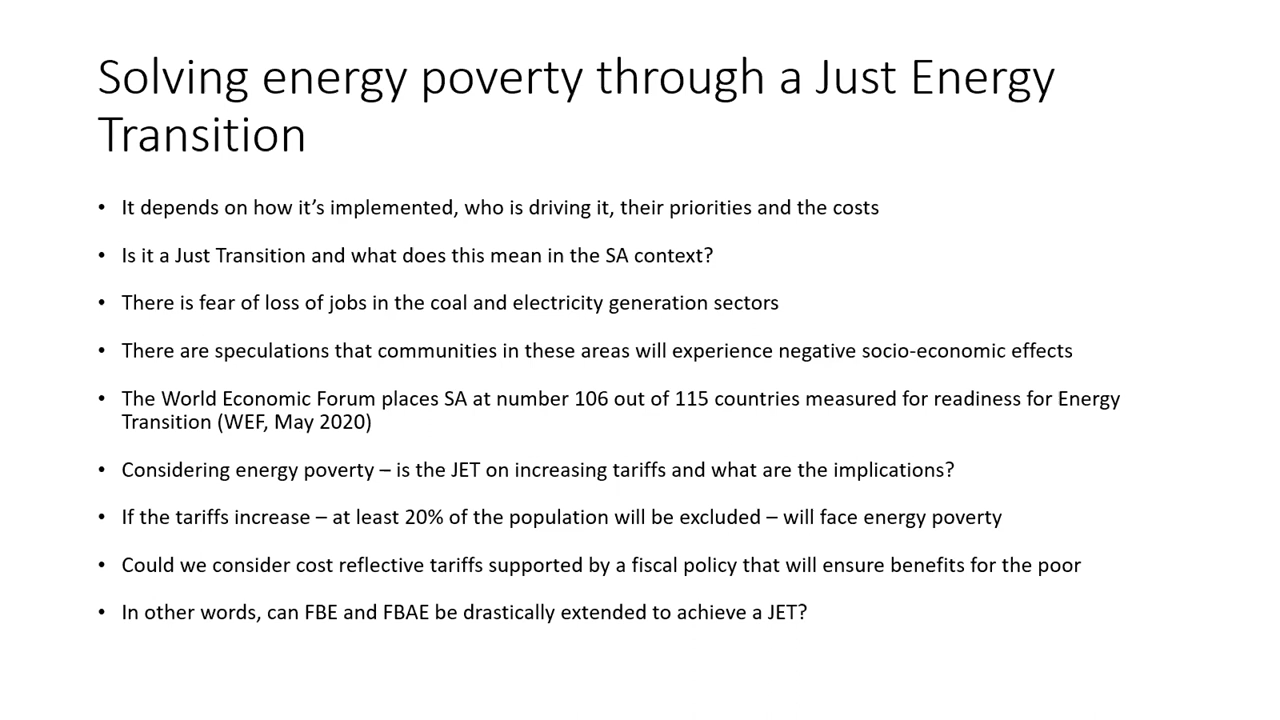 Solving energy poverty through a Just Energy
Transition
• It depends on how it’s implemented, who is driving it, their priorities and the costs
• Is it a Just Transition and what does this mean in the SA context?
• There is fear of loss of jobs in the coal and electricity generation sectors
• There are speculations that communities in these areas will experience negative socio-economic effects
• The World Economic Forum places SA at number 106 out of 115 countries measured for readiness for Energy
Transition (WEF, May 2020)
• Considering energy poverty – is the JET on increasing tariffs and what are the implications?
• If the tariffs increase – at least 20% of the population will be excluded – will face energy poverty
• Could we consider cost reflective tariffs supported by a fiscal policy that will ensure benefits for the poor
• In other words, can FBE and FBAE be drastically extended to achieve a JET?